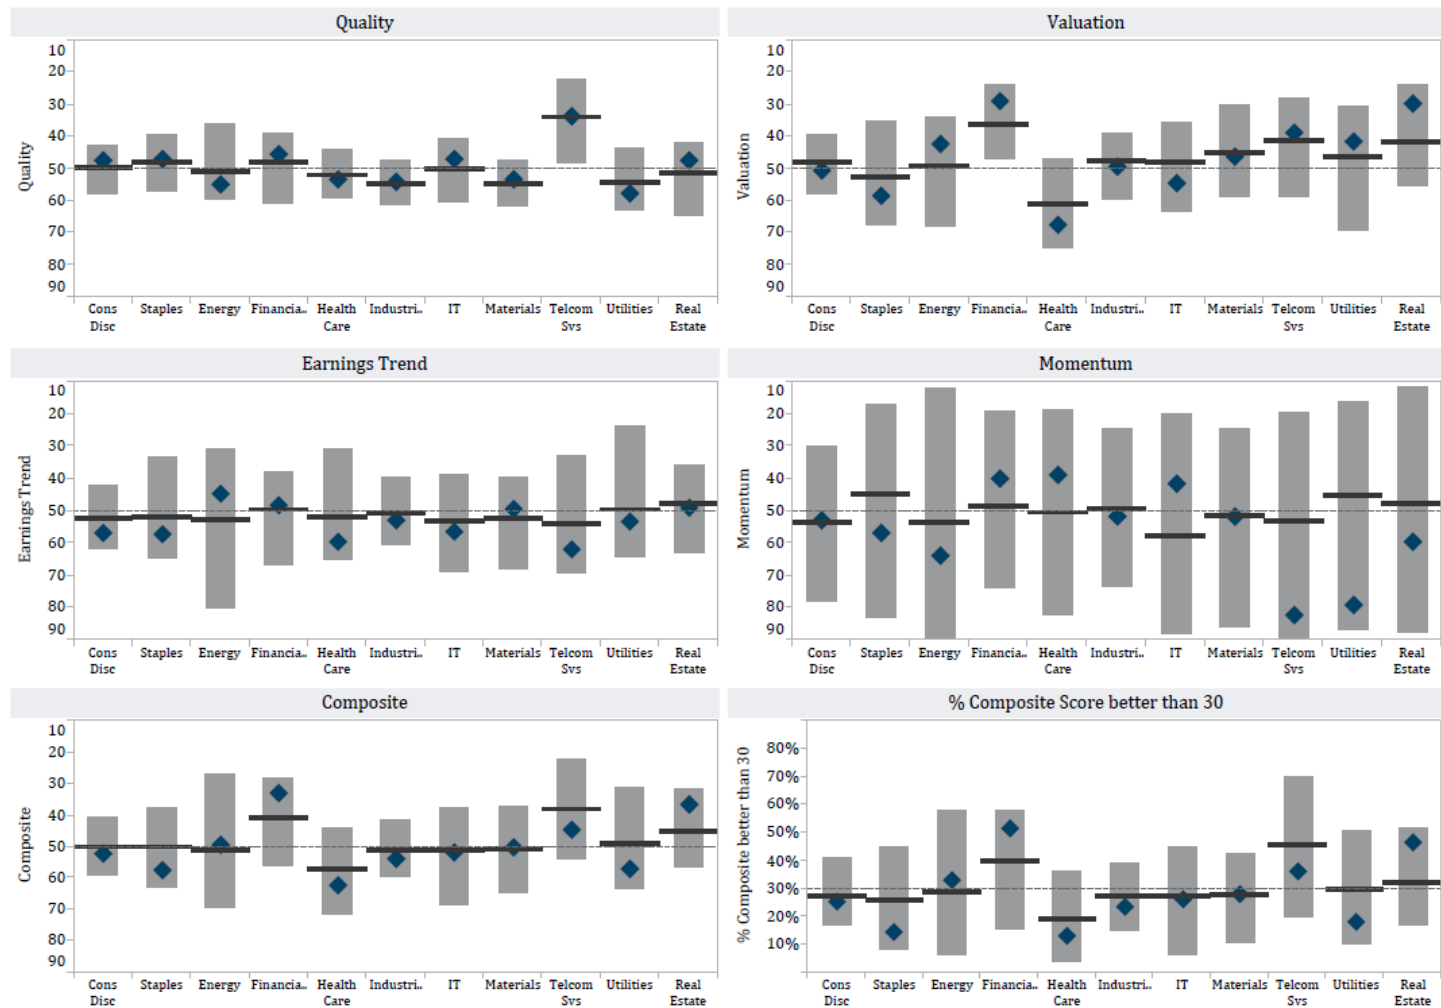 Quality
Valuation
10
20
30
40
50
60
70
80
90
Quality
Cons Disc
Staples
Energy
Financia..
Health Care
Industri..
IT
Materials
Telcom Svs
Utilities
Real Estate
10
20
30
40
50
60
70
80
90
Valuation
Cons Disc
Staples
Energy
Financia..
Health Care
Industri..
IT
Materials
Telcom Svs
Utilities
Real Estate
Earnings Trend
Momentum
10
20
30
40
50
60
70
80
90
Earnings Trend
Cons Disc
Staples
Energy
Financia..
Health Care
Industri..
IT
Materials
Telcom Svs
Utilities
Real Estate
10
20
30
40
50
60
70
80
90
Momentum
Cons Disc
Staples
Energy
Financia..
Health Care
Industri..
IT
Materials
Telcom Svs
Utilities
Real Estate
Composite
% Composite Score better than 30
10
20
30
40
50
60
70
80
90
Composite
Cons Disc
Staples
Energy
Financia..
Health Care
Industri..
IT
Materials
Telcom Svs
Utilities
Real Estate
80%
70%
60%
50%
40%
30%
20%
10%
% Composite better than 30
Cons Disc
Staples
Energy
Financia..
Health Care
Industri..
IT
Materials
Telcom Svs
Utilities
Real Estate